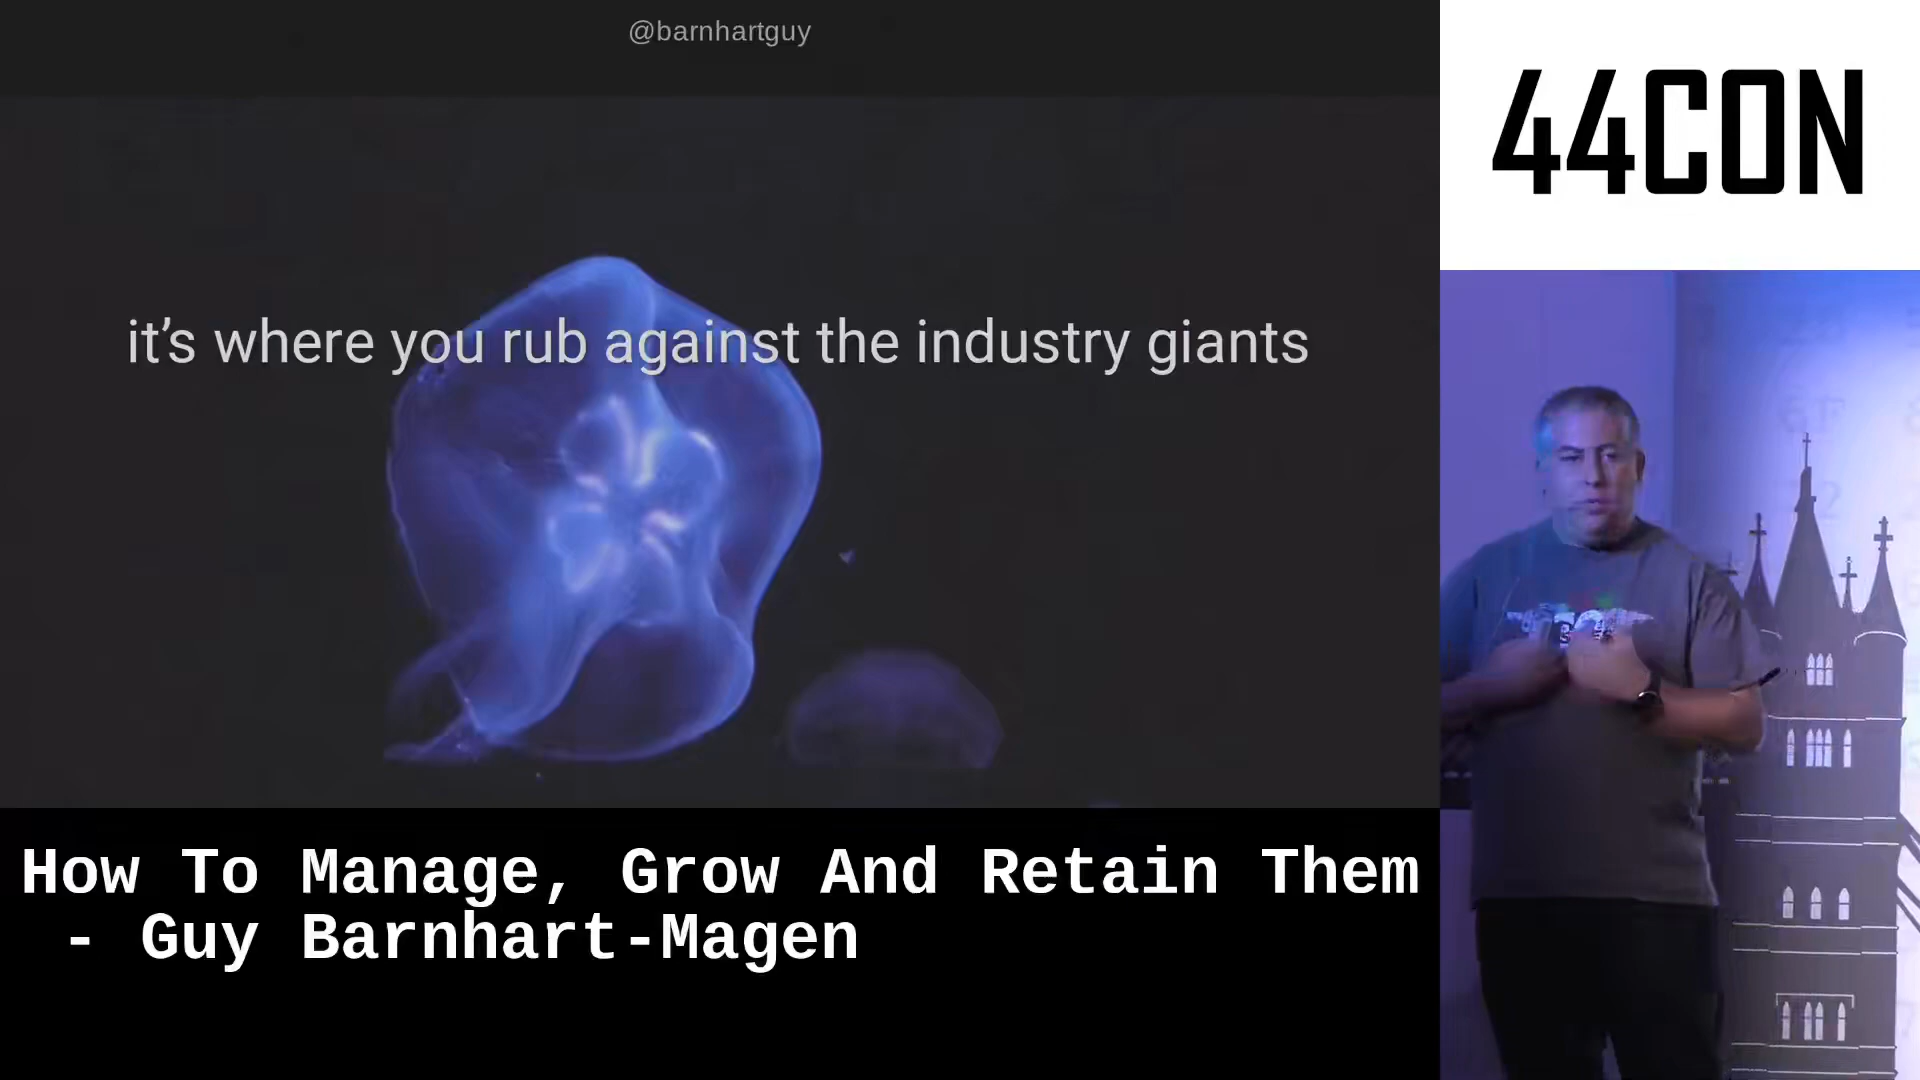 @barnhartguy
it’s where you rub against the industry giants
44CON
How To Manage, Grow And Retain Them
- Guy Barnhart-Magen